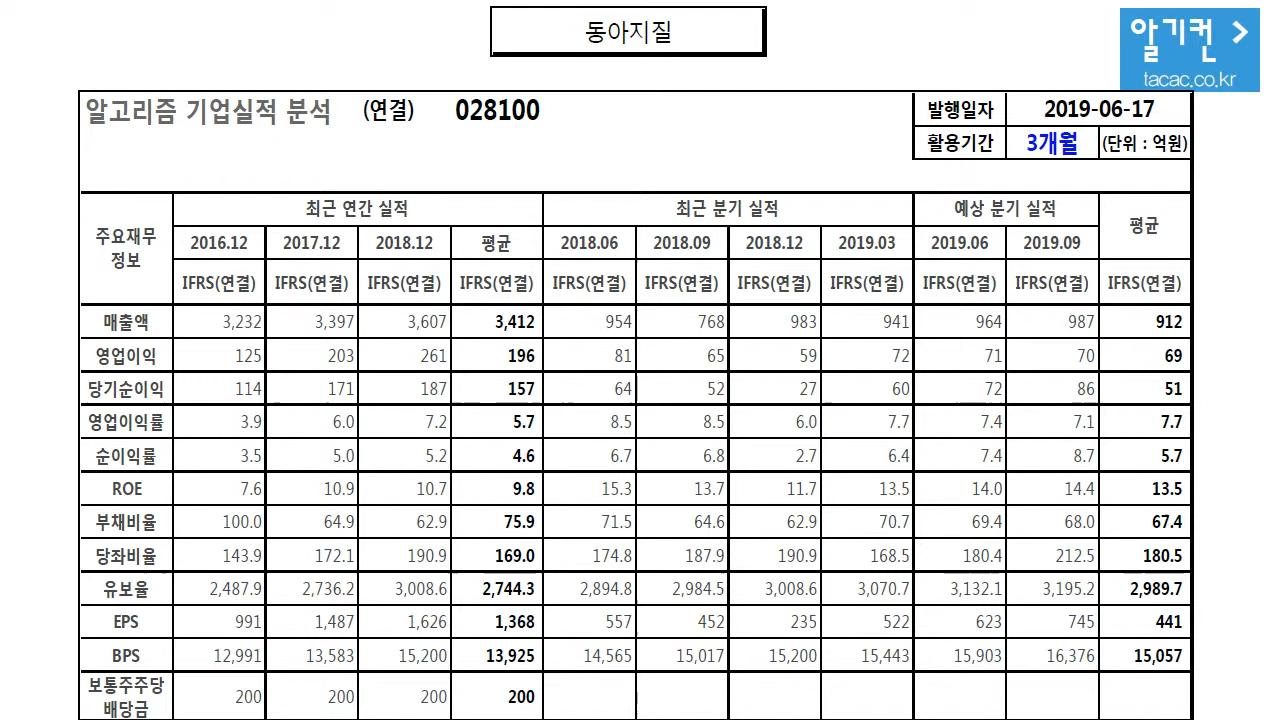 동아지질
알기컨 >
tacac.co.kr
알고리즘 기업실적 분석 (연결) 028100 발행일자 2019-06-17
활용기간 3개월 (단위 : 억원)
주요재무 정보 최근 연간 실적 최근 분기 실적 예상 분기 실적 평균
2016.12 2017.12 2018.12 평균 2018.06 2018.09 2018.12 2019.03 2019.06 2019.09
IFRS(연결) IFRS(연결) IFRS(연결) IFRS(연결) IFRS(연결) IFRS(연결) IFRS(연결) IFRS(연결) IFRS(연결) IFRS(연결) IFRS(연결)
매출액 3,232 3,397 3,607 3,412 954 768 983 941 964 987 912
영업이익 125 203 261 196 81 65 59 72 71 70 69
당기순이익 114 171 187 157 64 52 27 60 72 86 51
영업이익률 3.9 6.0 7.2 5.7 8.5 8.5 6.0 7.7 7.4 7.1 7.7
순이익률 3.5 5.0 5.2 4.6 6.7 6.8 2.7 6.4 7.4 8.7 5.7
ROE 7.6 10.9 10.7 9.8 15.3 13.7 11.7 13.5 14.0 14.4 13.5
부채비율 100.0 64.9 62.9 75.9 71.5 64.6 62.9 70.7 69.4 68.0 67.4
당좌비율 143.9 172.1 190.9 169.0 174.8 187.9 190.9 168.5 180.4 212.5 180.5
유보율 2,487.9 2,736.2 3,008.6 2,744.3 2,894.8 2,984.5 3,008.6 3,070.7 3,132.1 3,195.2 2,989.7
EPS 991 1,487 1,626 1,368 557 452 235 522 623 745 441
BPS 12,991 13,583 15,200 13,925 14,565 15,017 15,200 15,443 15,903 16,376 15,057
보통주주당 배당금 200 200 200 200